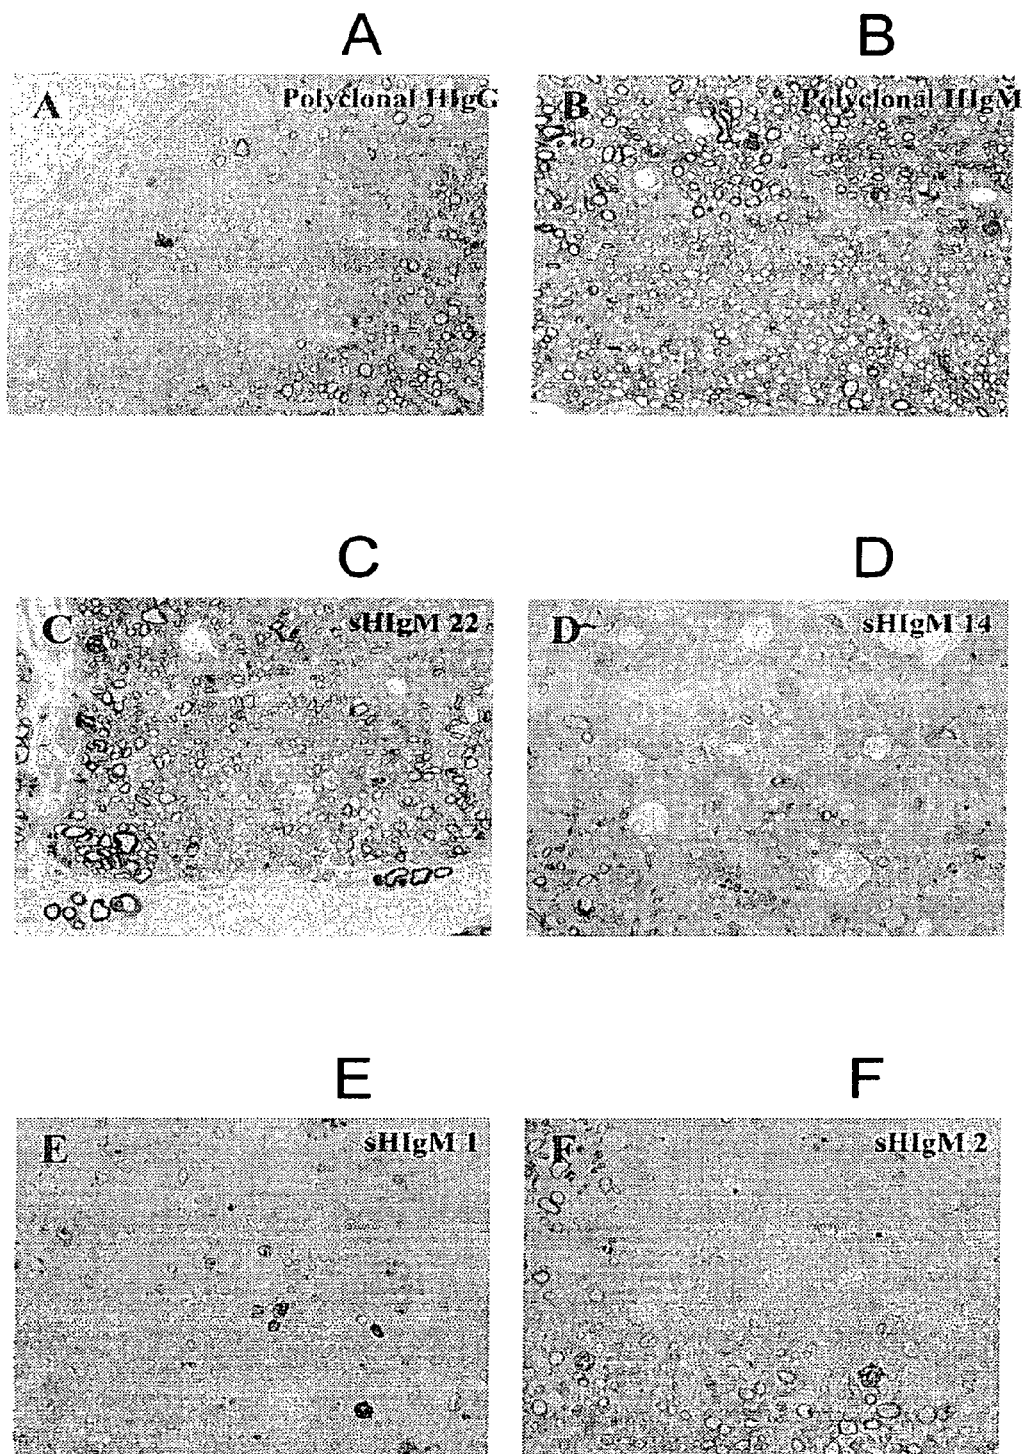 A
B
A Polyclonal HIgG
B Polyclonal HIgM
C
D
C sHIgM 22
D sHIgM 14
E
F
E sHIgM 1
F sHIgM 2